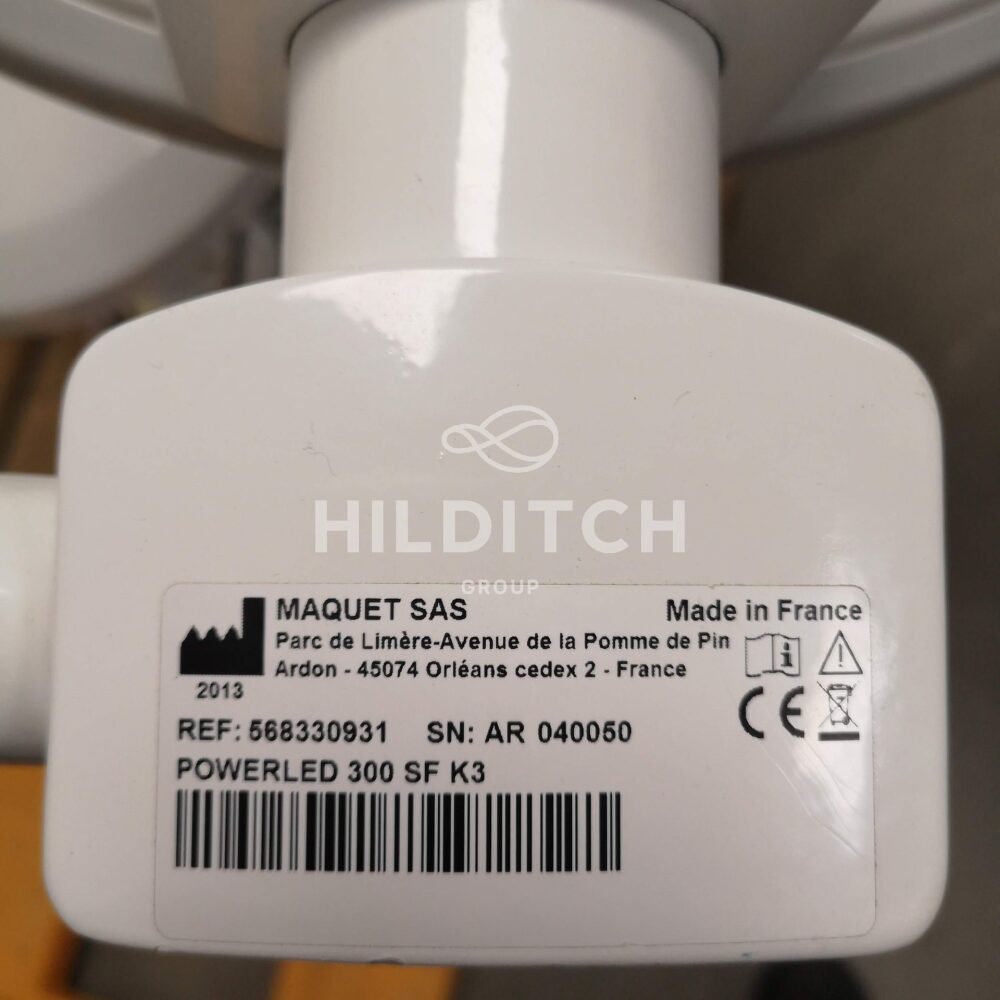 HILDITCH
GROUP
MAQUET SAS
Made in France
Parc de Limère-Avenue de la Pomme de Pin
Ardon - 45074 Orléans cedex 2 - France
2013
REF: 568330931 SN: AR 040050
POWERLED 300 SF K3